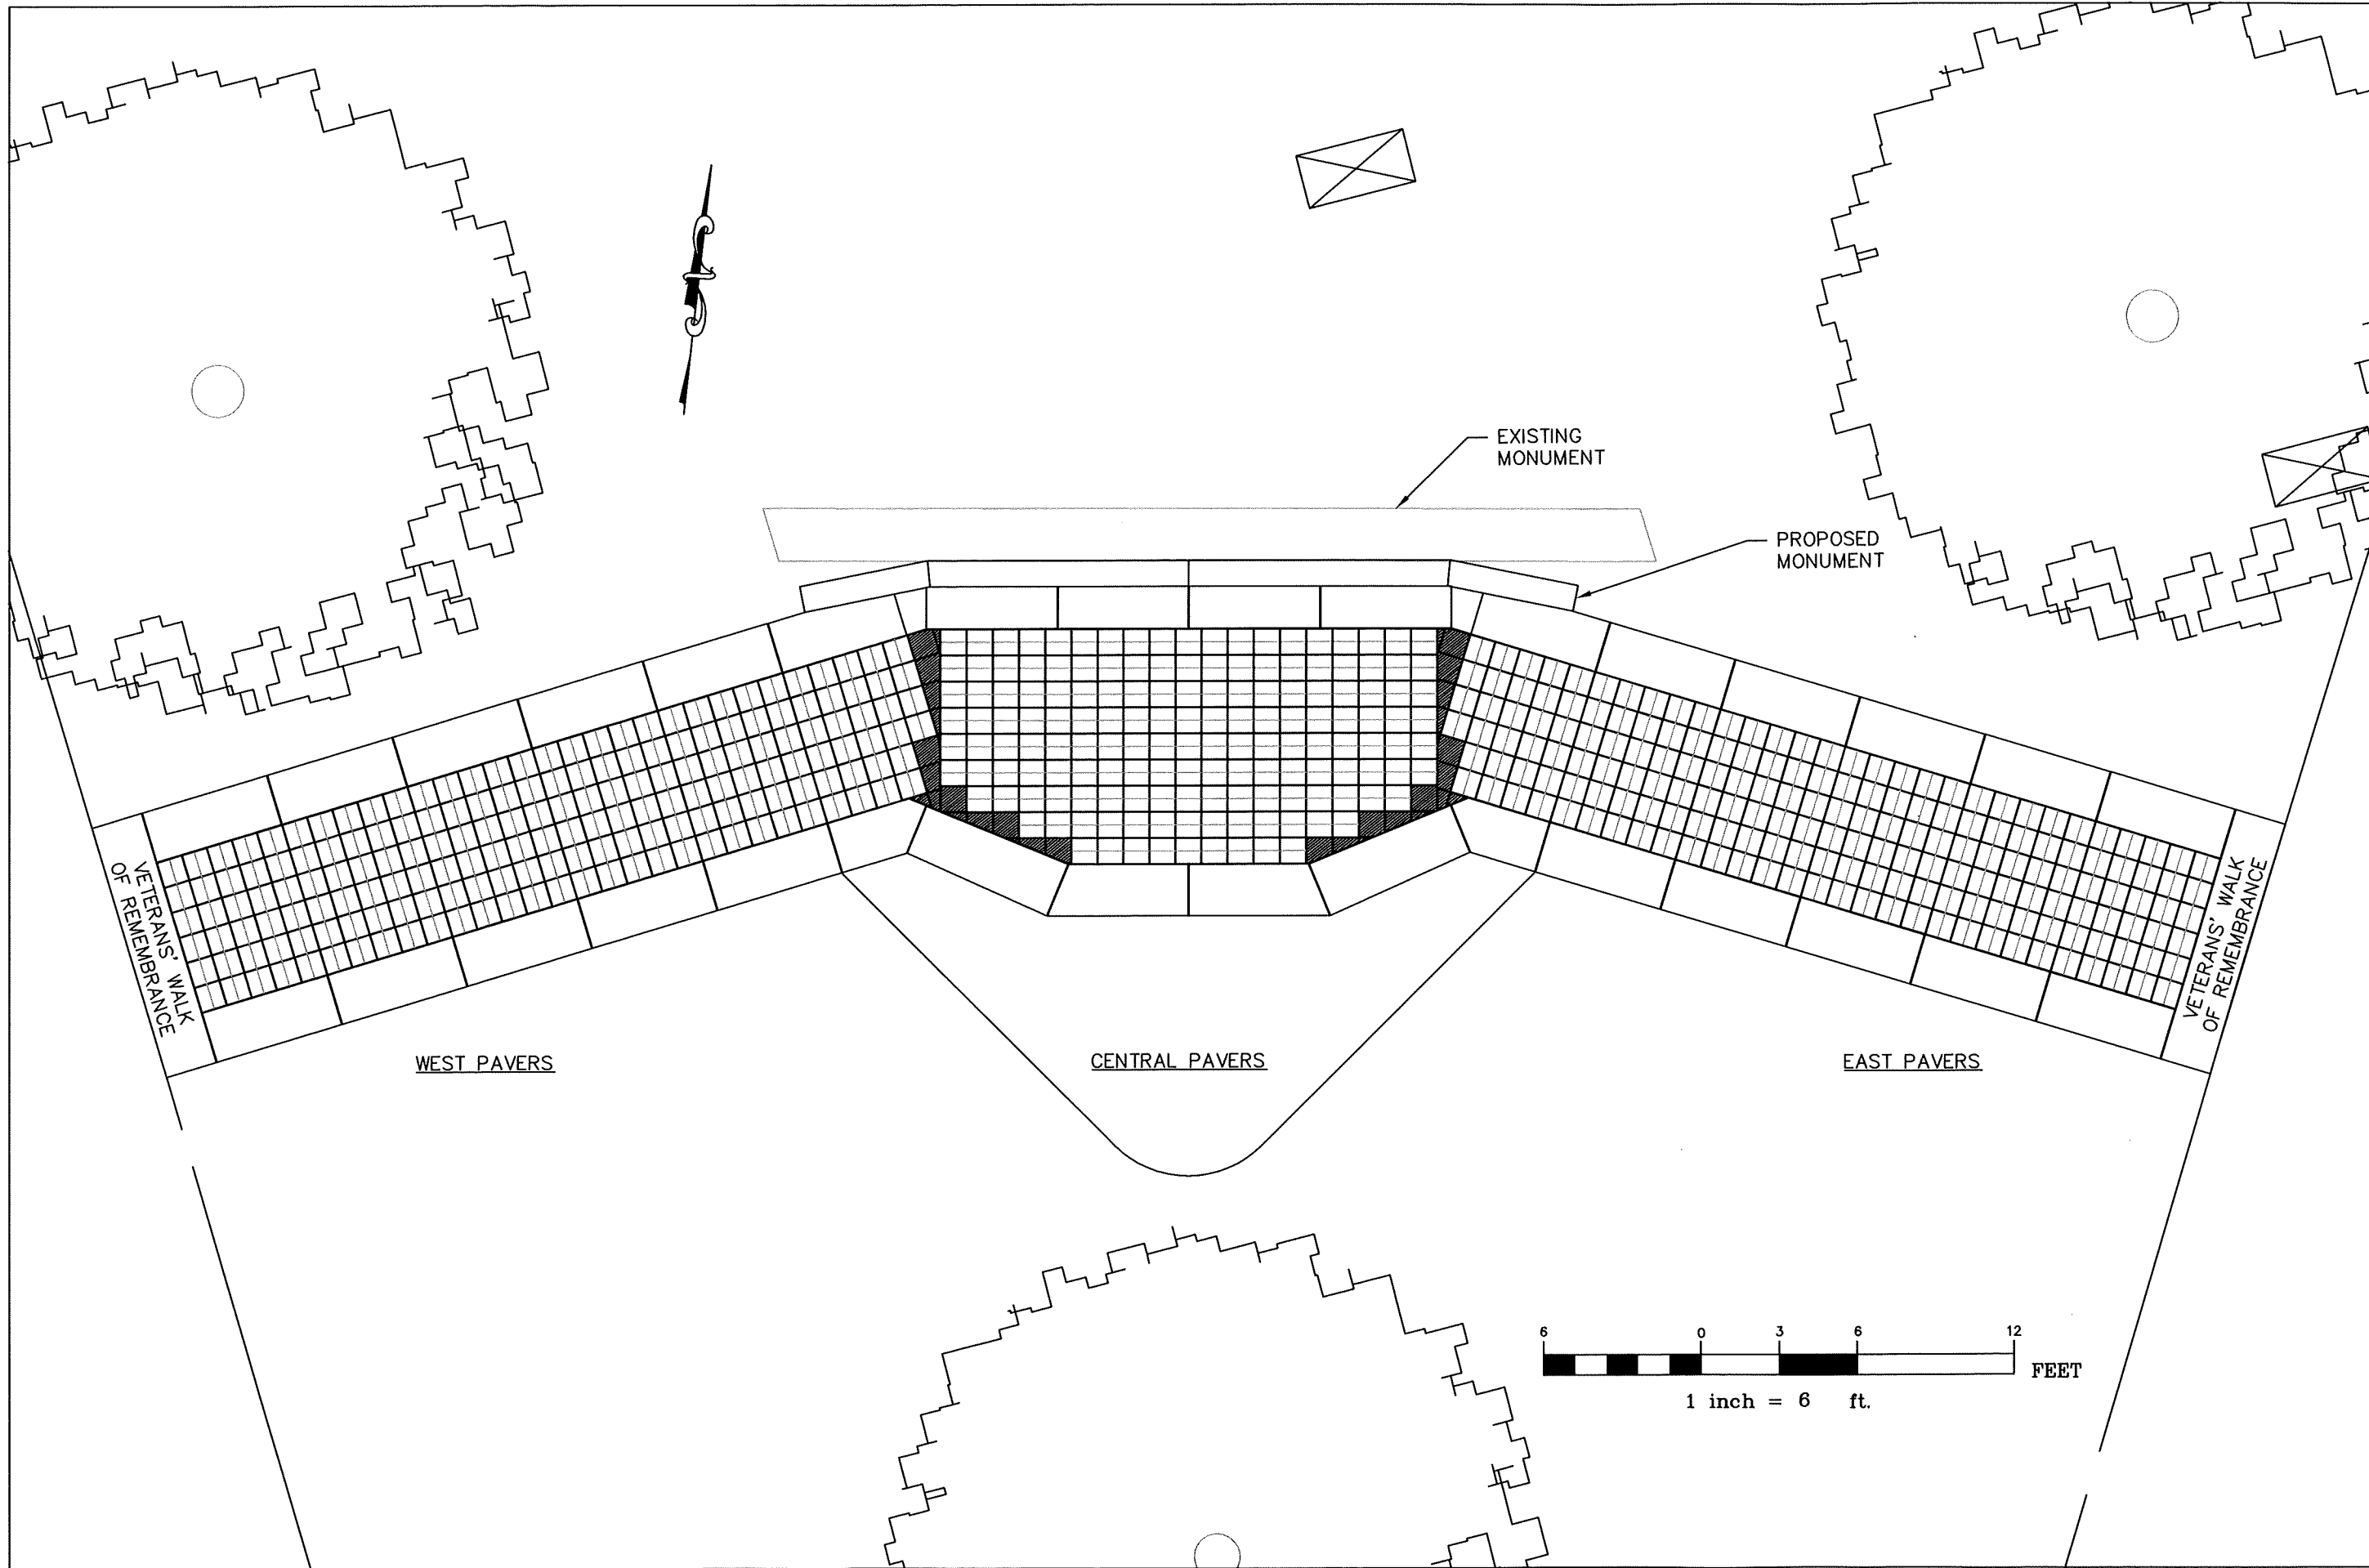 EXISTING
MONUMENT
PROPOSED
MONUMENT
VETERANS' WALK
OF REMEMBRANCE
VETERANS' WALK
OF REMEMBRANCE
WEST PAVERS
CENTRAL PAVERS
EAST PAVERS
6 0 3 6 12
FEET
1 inch = 6 ft.